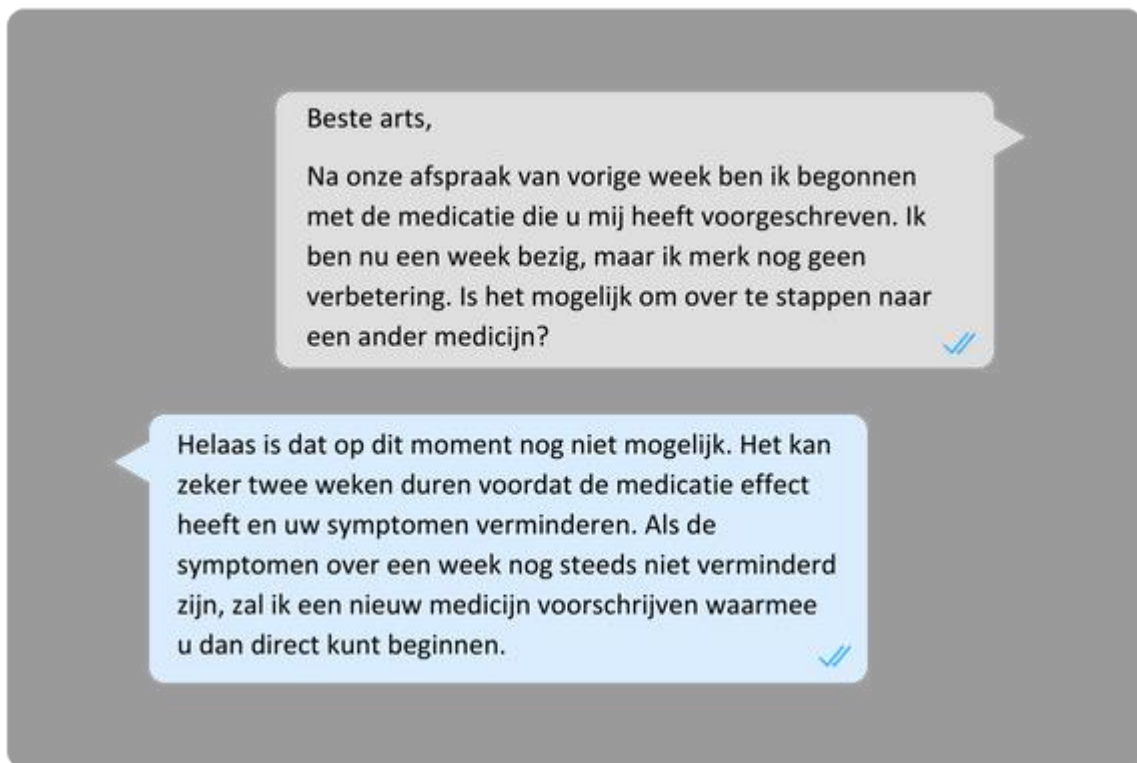 Beste arts,
Na onze afspraak van vorige week ben ik begonnen
met de medicatie die u mij heeft voorgeschreven. Ik
ben nu een week bezig, maar ik merk nog geen
verbetering. Is het mogelijk om over te stappen naar
een ander medicijn?
Helaas is dat op dit moment nog niet mogelijk. Het kan
zeker twee weken duren voordat de medicatie effect
heeft en uw symptomen verminderen. Als de
symptomen over een week nog steeds niet verminderd
zijn, zal ik een nieuw medicijn voorschrijven waarmee
u dan direct kunt beginnen.